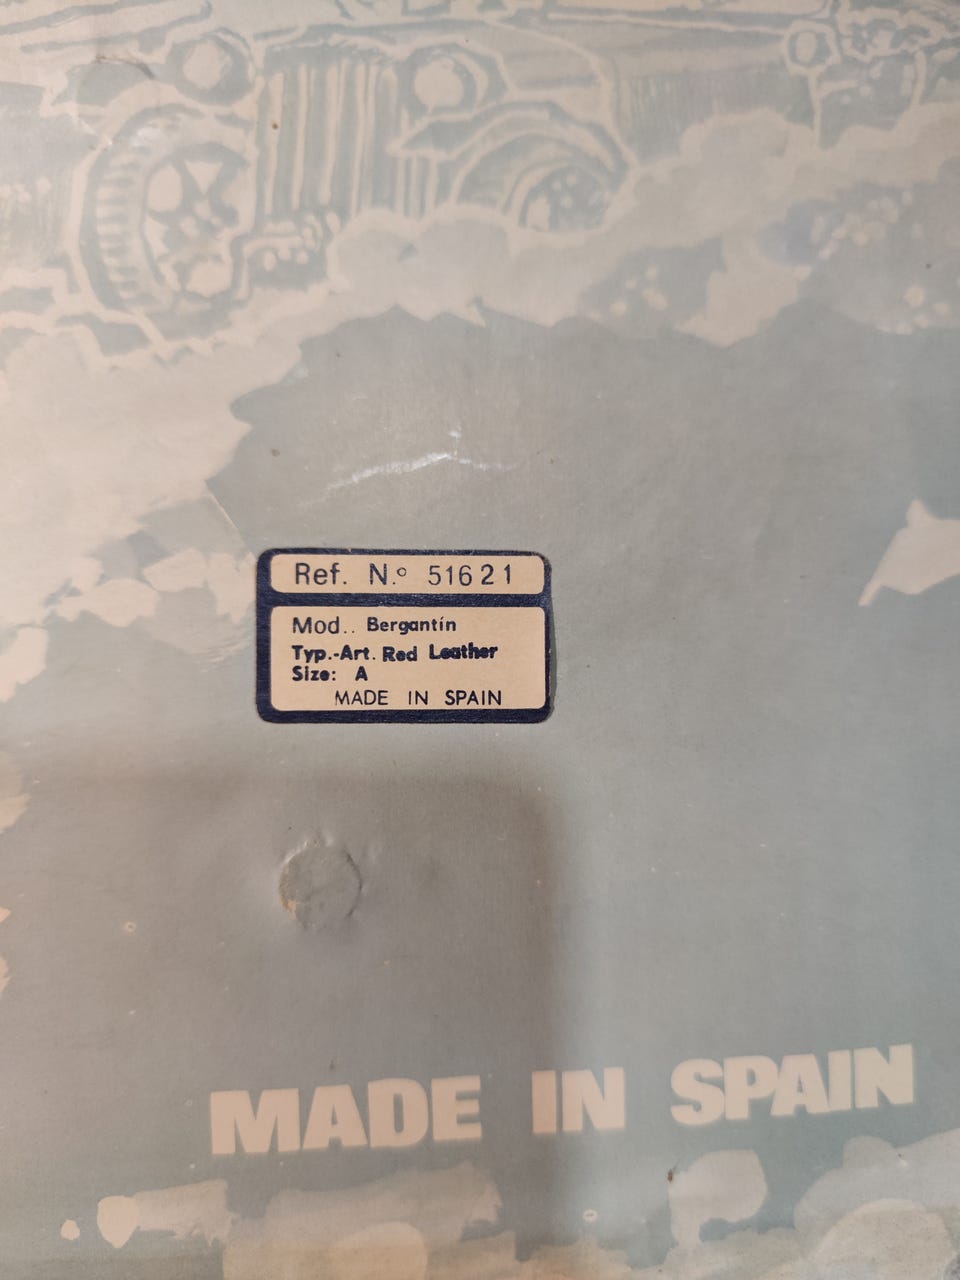 Ref. N.º 51621
Mod.. Bergantín
Typ.-Art. Red Leather
Size: A
MADE IN SPAIN
MADE IN SPAIN